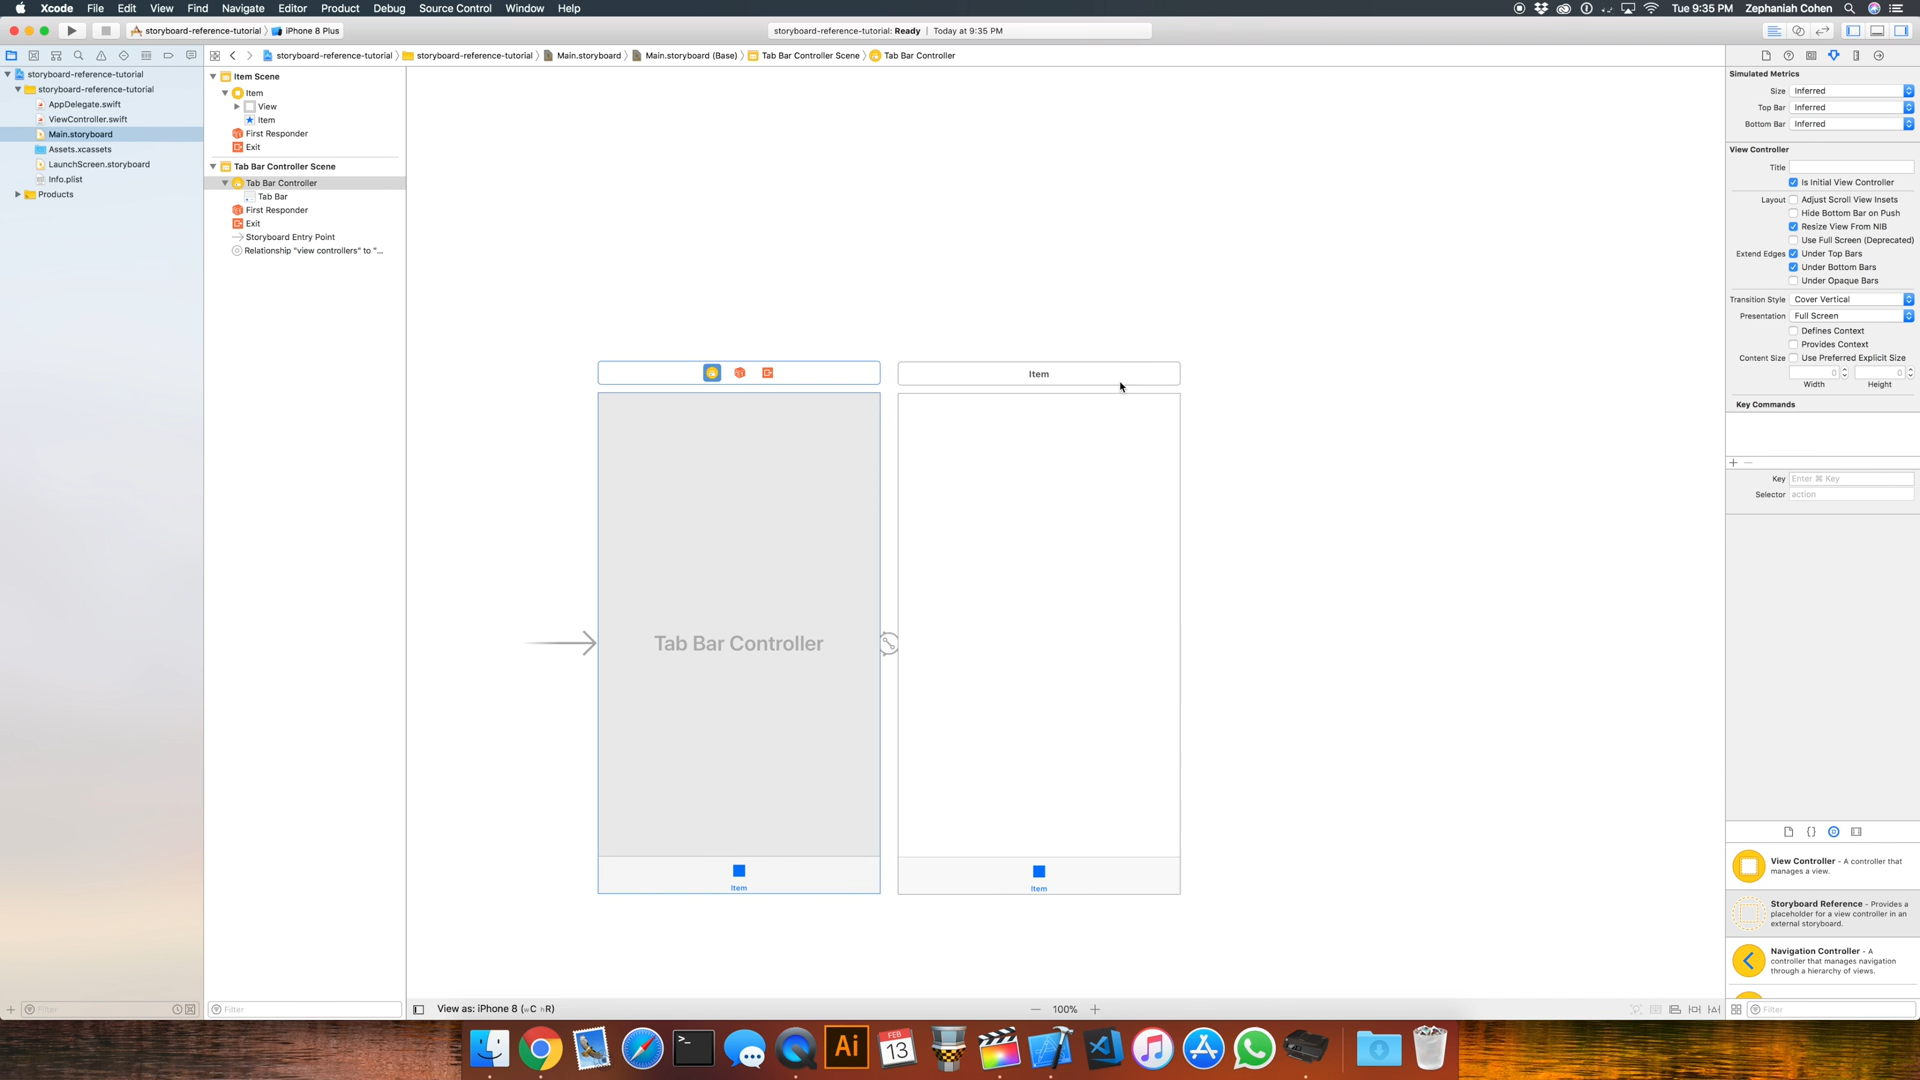 Xcode File Edit View Find Navigate Editor Product Debug Source Control Window Help
Tue 9:35 PM Zephaniah Cohen
storyboard-reference-tutorial iPhone 8 Plus
storyboard-reference-tutorial: Ready | Today at 9:35 PM
storyboard-reference-tutorial storyboard-reference-tutorial Main.storyboard Main.storyboard (Base) Tab Bar Controller Scene Tab Bar Controller
storyboard-reference-tutorial
storyboard-reference-tutorial
AppDelegate.swift
ViewController.swift
Main.storyboard
Assets.xcassets
LaunchScreen.storyboard
Info.plist
Products
Filter
Item Scene
Item
View
Item
First Responder
Exit
Tab Bar Controller Scene
Tab Bar Controller
Tab Bar
First Responder
Exit
Storyboard Entry Point
Relationship "view controllers" to "...
Filter
Item
Tab Bar Controller
Item
Item
View as: iPhone 8 (wC hR)
100%
Simulated Metrics
Size Inferred
Top Bar Inferred
Bottom Bar Inferred
View Controller
Title
Is Initial View Controller
Layout Adjust Scroll View Insets
Hide Bottom Bar on Push
Resize View From NIB
Use Full Screen (Deprecated)
Extend Edges Under Top Bars
Under Bottom Bars
Under Opaque Bars
Transition Style Cover Vertical
Presentation Full Screen
Defines Context
Provides Context
Content Size Use Preferred Explicit Size
0 0
Width Height
Key Commands
Key Enter ⌘ Key
Selector action
View Controller - A controller that
manages a view.
Storyboard Reference - Provides a
placeholder for a view controller in an
external storyboard.
Navigation Controller - A
controller that manages navigation
through a hierarchy of views.
Filter
Ai
FEB
13